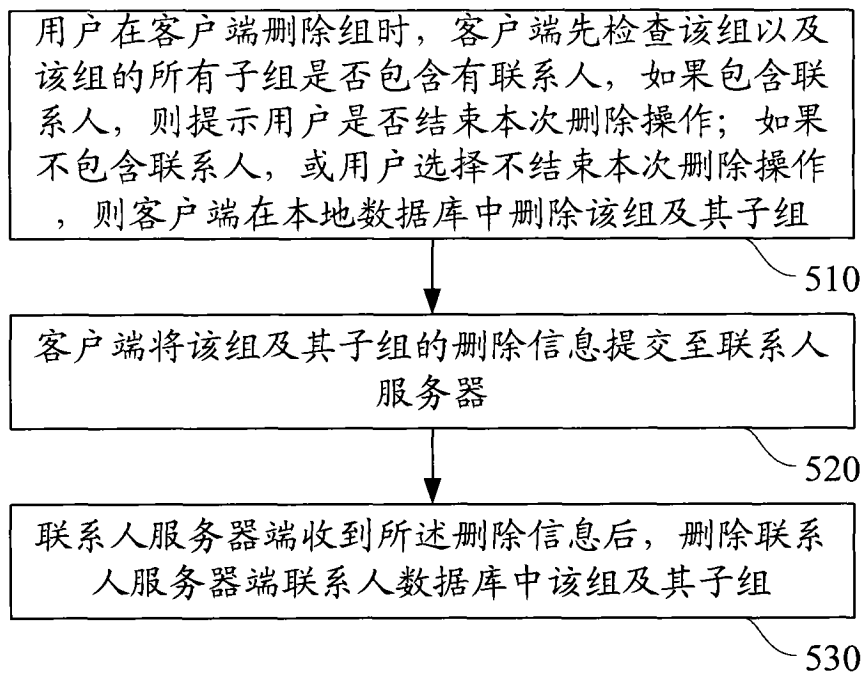 用户在客户端删除组时，客户端先检查该组以及
该组的所有子组是否包含有联系人，如果包含联
系人，则提示用户是否结束本次删除操作；如果
不包含联系人，或用户选择不结束本次删除操作
，则客户端在本地数据库中删除该组及其子组
510
客户端将该组及其子组的删除信息提交至联系人
服务器
520
联系人服务器端收到所述删除信息后，删除联系
人服务器端联系人数据库中该组及其子组
530